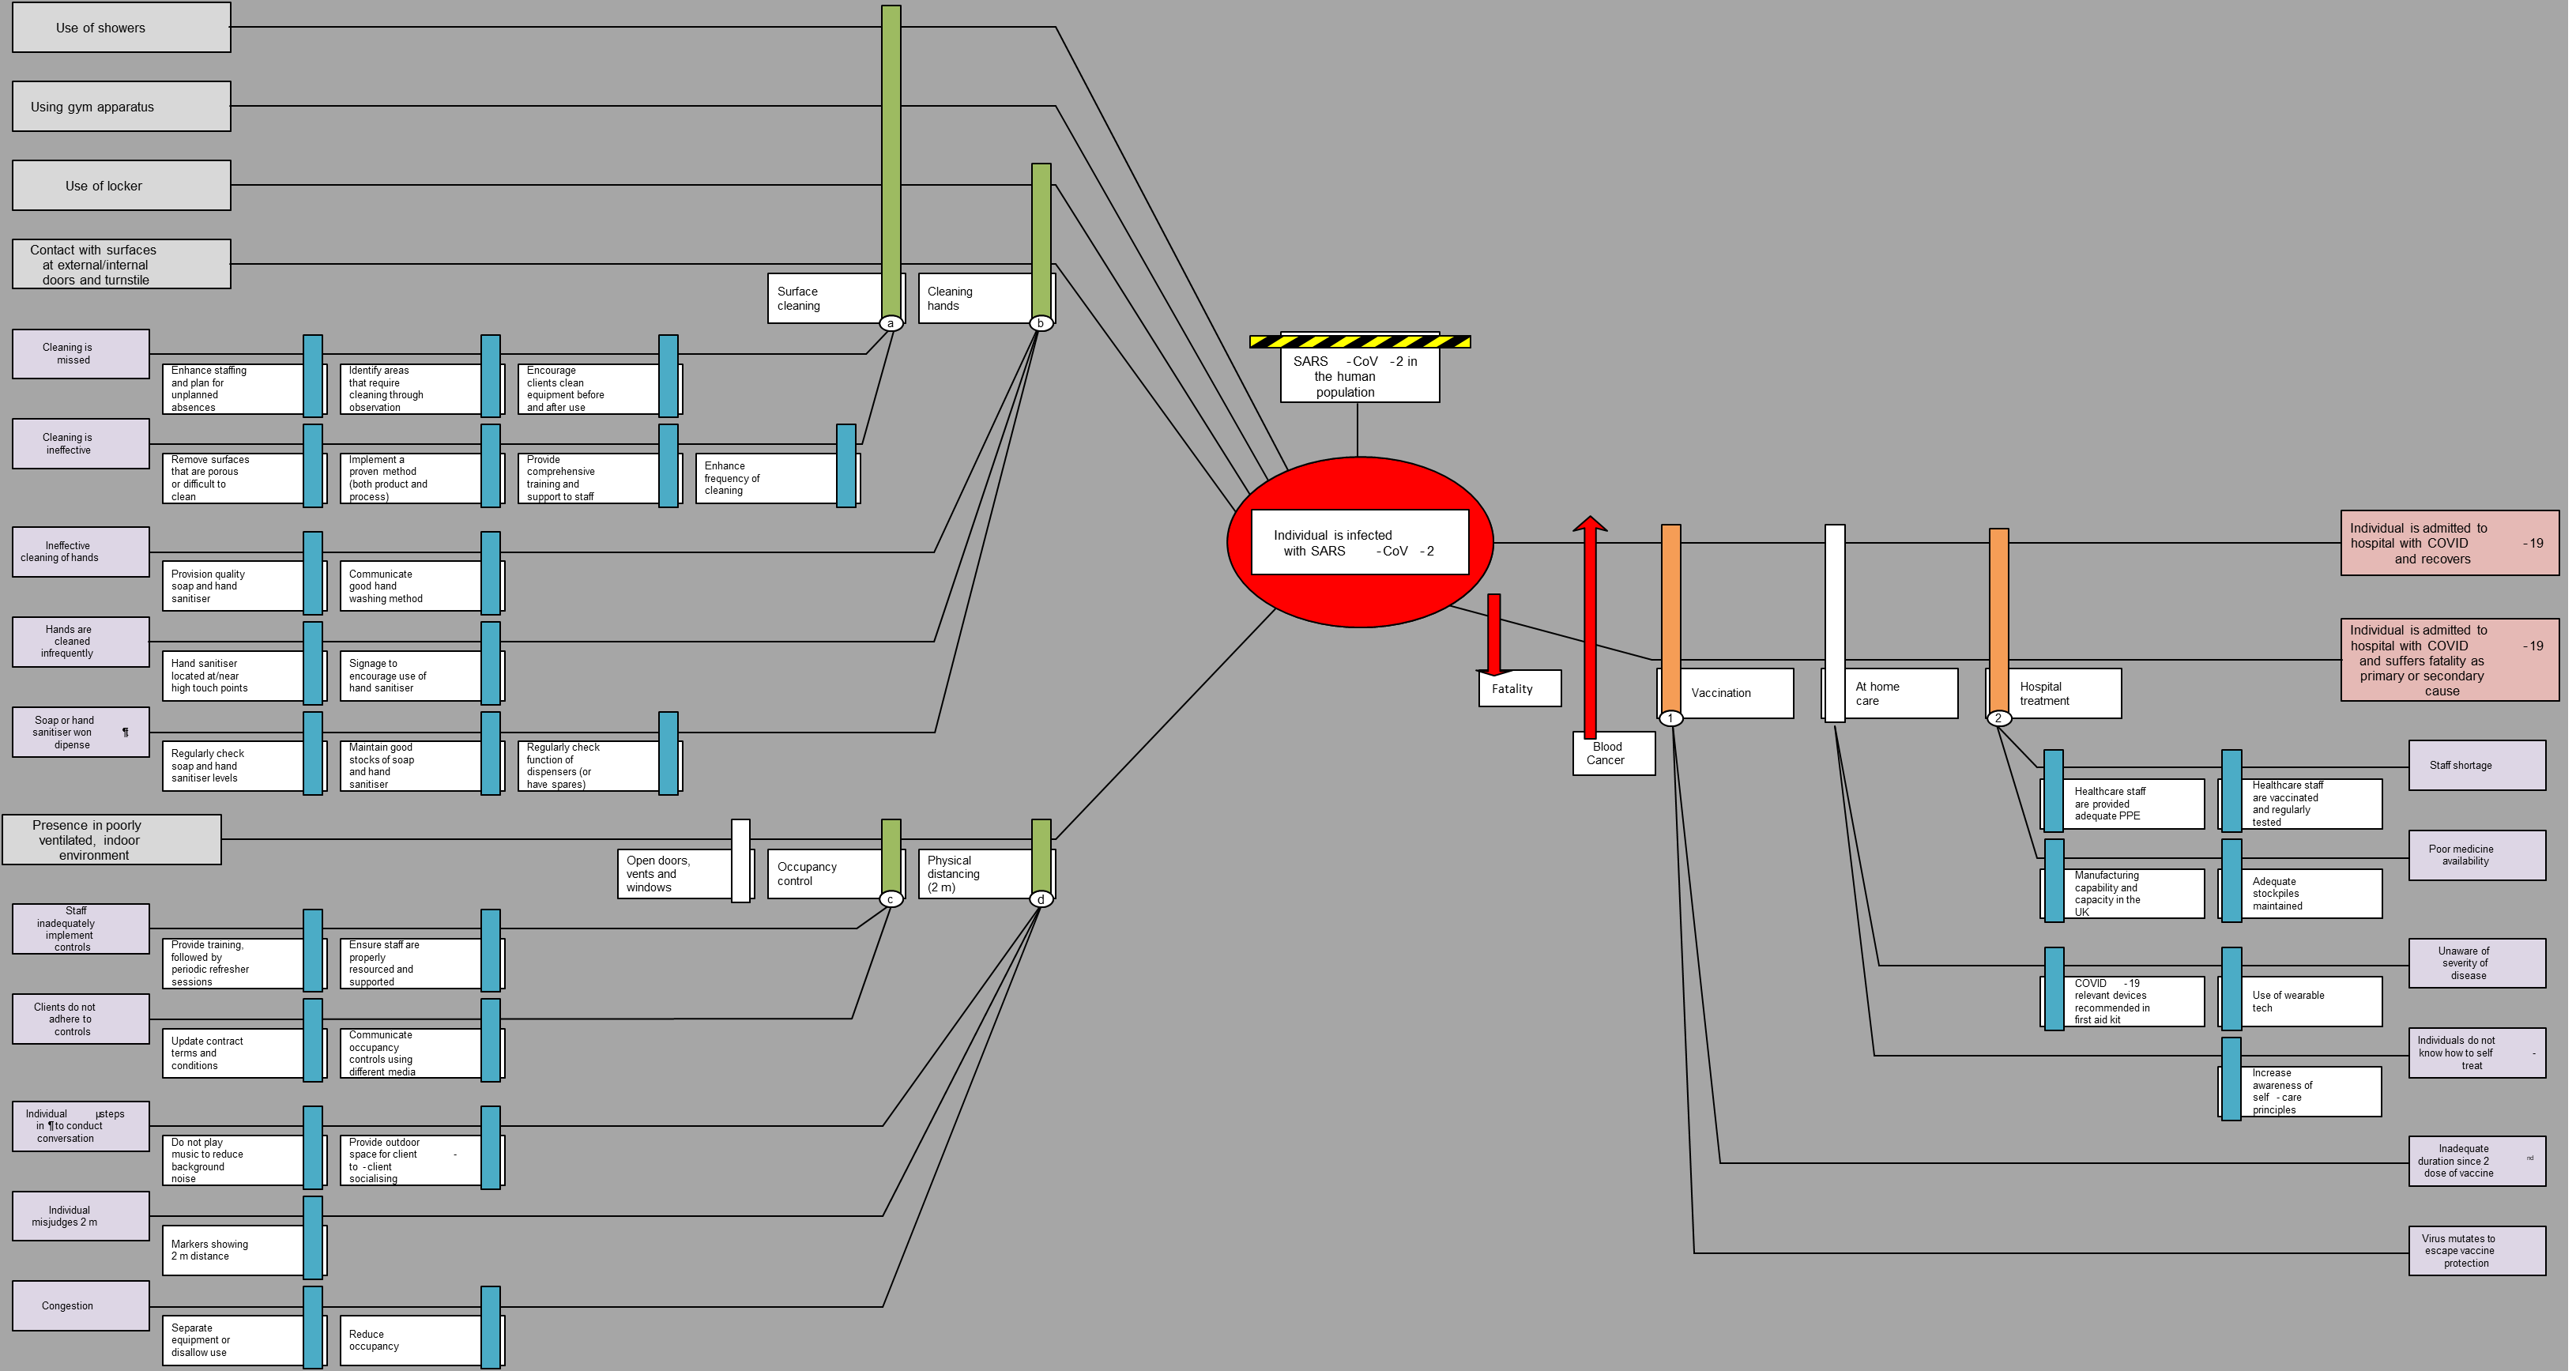 Use of showers
Using gym apparatus
Use of locker
Contact with surfaces
at external/internal
doors and turnstile
Surface
cleaning
a
Cleaning
hands
b
Cleaning is
missed
Enhance staffing
and plan for
unplanned
absences
Identify areas
that require
cleaning through
observation
Encourage
clients clean
equipment before
and after use
Cleaning is
ineffective
Remove surfaces
that are porous
or difficult to
clean
Implement a
proven method
(both product and
process)
Provide
comprehensive
training and
support to staff
Enhance
frequency of
cleaning
Ineffective
cleaning of hands
Provision quality
soap and hand
sanitiser
Communicate
good hand
washing method
Hands are
cleaned
infrequently
Hand sanitiser
located at/near
high touch points
Signage to
encourage use of
hand sanitiser
Soap or hand
sanitiser won ¶
dipense
Regularly check
soap and hand
sanitiser levels
Maintain good
stocks of soap
and hand
sanitiser
Regularly check
function of
dispensers (or
have spares)
Presence in poorly
ventilated, indoor
environment
Open doors,
vents and
windows
Occupancy
control
c
Physical
distancing
(2 m)
d
Staff
inadequately
implement
controls
Provide training,
followed by
periodic refresher
sessions
Ensure staff are
properly
resourced and
supported
Clients do not
adhere to
controls
Update contract
terms and
conditions
Communicate
occupancy
controls using
different media
Individual µsteps
in ¶ to conduct
conversation
Do not play
music to reduce
background
noise
Provide outdoor
space for client -
to - client
socialising
Individual
misjudges 2 m
Markers showing
2 m distance
Congestion
Separate
equipment or
disallow use
Reduce
occupancy
SARS - CoV - 2 in
the human
population
Individual is infected
with SARS - CoV - 2
Fatality
Blood
Cancer
Vaccination
1
At home
care
Hospital
treatment
2
Individual is admitted to
hospital with COVID - 19
and recovers
Individual is admitted to
hospital with COVID - 19
and suffers fatality as
primary or secondary
cause
Healthcare staff
are provided
adequate PPE
Healthcare staff
are vaccinated
and regularly
tested
Staff shortage
Manufacturing
capability and
capacity in the
UK
Adequate
stockpiles
maintained
Poor medicine
availability
COVID - 19
relevant devices
recommended in
first aid kit
Use of wearable
tech
Unaware of
severity of
disease
Increase
awareness of
self - care
principles
Individuals do not
know how to self -
treat
Inadequate
duration since 2 nd
dose of vaccine
Virus mutates to
escape vaccine
protection